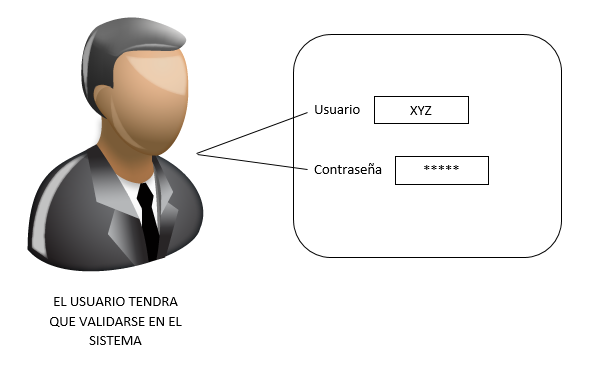 Usuario XYZ
Contraseña *****
EL USUARIO TENDRA
QUE VALIDARSE EN EL
SISTEMA